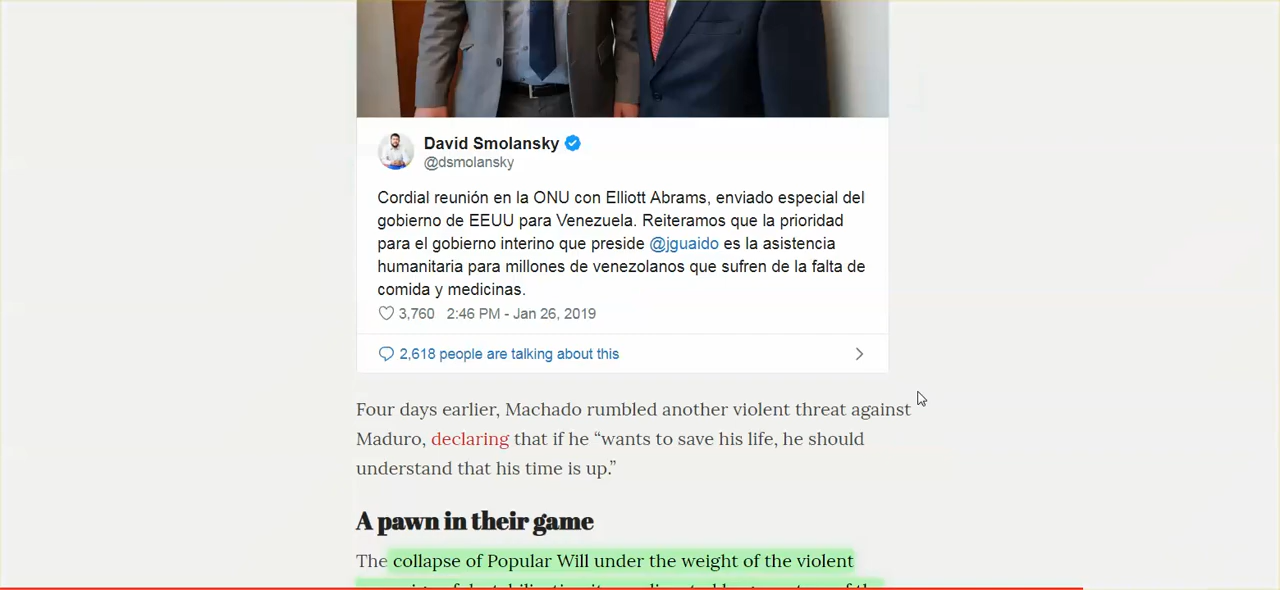 David Smolansky
@dsmolansky
Cordial reunión en la ONU con Elliott Abrams, enviado especial del
gobierno de EEUU para Venezuela. Reiteramos que la prioridad
para el gobierno interino que preside @jguaido es la asistencia
humanitaria para millones de venezolanos que sufren de la falta de
comida y medicinas.
3,760 2:46 PM - Jan 26, 2019
2,618 people are talking about this
Four days earlier, Machado rumbled another violent threat against
Maduro, declaring that if he “wants to save his life, he should
understand that his time is up.”
A pawn in their game
The collapse of Popular Will under the weight of the violent